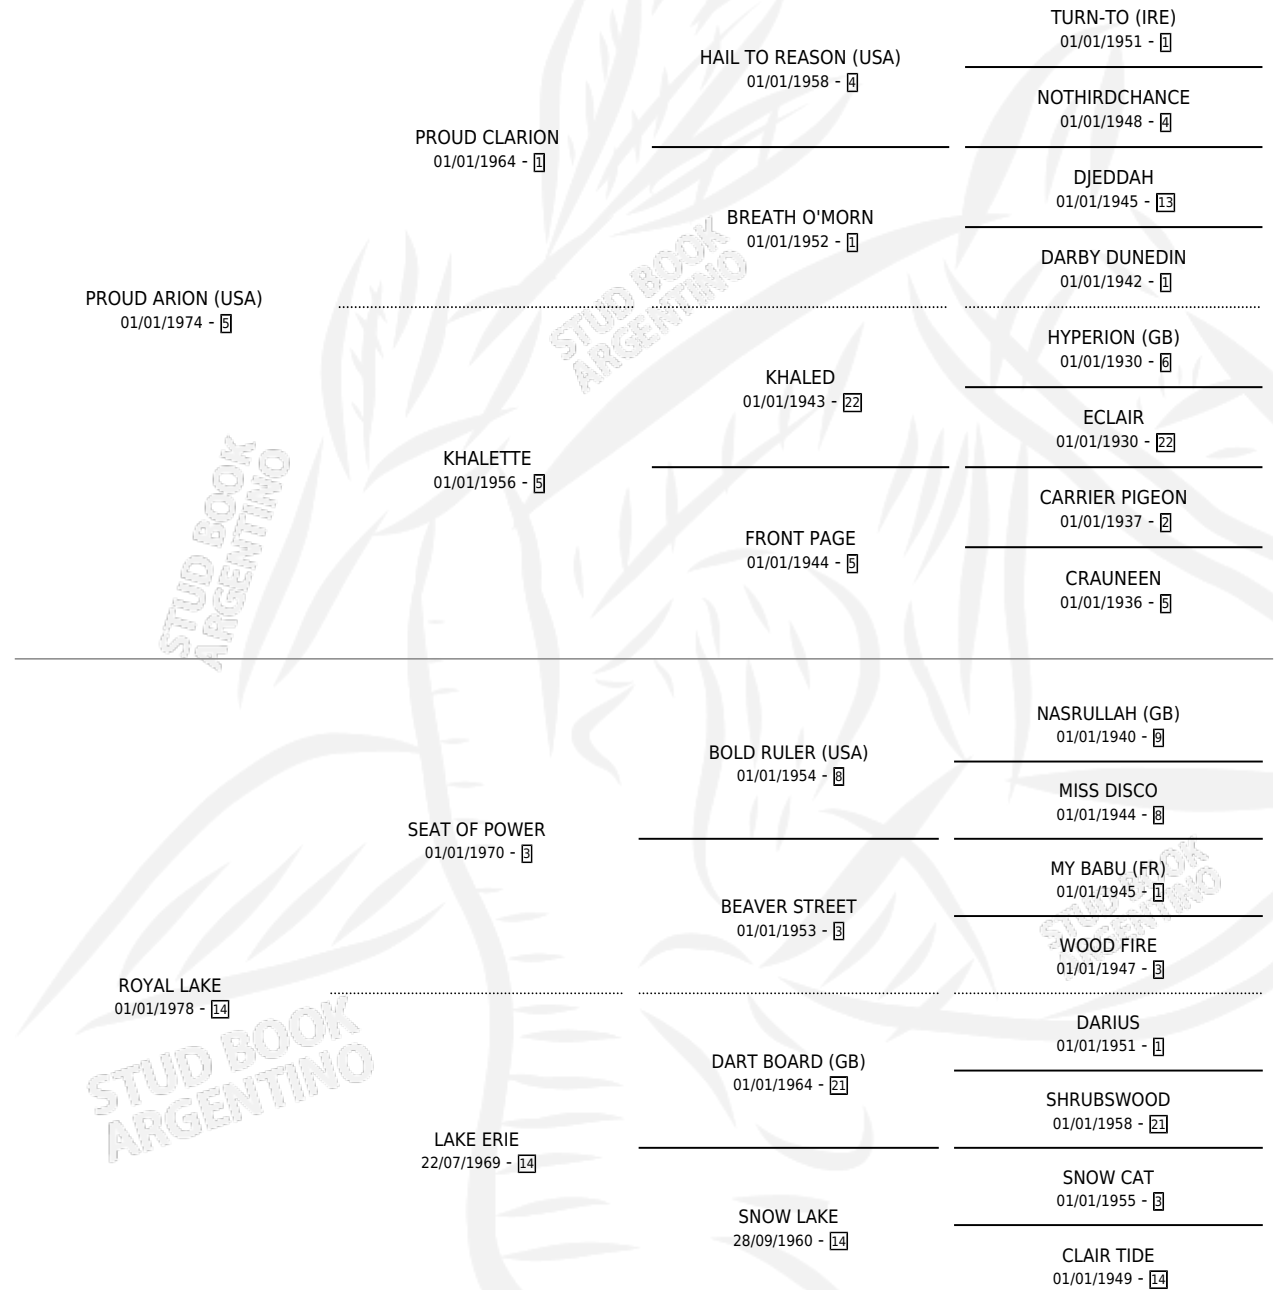 TURN-TO (IRE)
01/01/1951 - 1
HAIL TO REASON (USA)
01/01/1958 - 4
NOTHIRDCHANCE
01/01/1948 - 4
PROUD CLARION
01/01/1964 - 1
DJEDDAH
01/01/1945 - 13
BREATH O'MORN
01/01/1952 - 1
DARBY DUNEDIN
01/01/1942 - 1
PROUD ARION (USA)
01/01/1974 - 5
HYPERION (GB)
01/01/1930 - 6
KHALED
01/01/1943 - 22
ECLAIR
01/01/1930 - 22
KHALETTE
01/01/1956 - 5
CARRIER PIGEON
01/01/1937 - 2
FRONT PAGE
01/01/1944 - 5
CRAUNEEN
01/01/1936 - 5
NASRULLAH (GB)
01/01/1940 - 9
BOLD RULER (USA)
01/01/1954 - 8
MISS DISCO
01/01/1944 - 8
SEAT OF POWER
01/01/1970 - 3
MY BABU (FR)
01/01/1945 - 1
BEAVER STREET
01/01/1953 - 3
WOOD FIRE
01/01/1947 - 3
ROYAL LAKE
01/01/1978 - 14
DARIUS
01/01/1951 - 1
DART BOARD (GB)
01/01/1964 - 21
SHRUBSWOOD
01/01/1958 - 21
LAKE ERIE
22/07/1969 - 14
SNOW CAT
01/01/1955 - 3
SNOW LAKE
28/09/1960 - 14
CLAIR TIDE
01/01/1949 - 14
STUD BOOK
ARGENTINO
STUD BOOK
ARGENTINO
STUD BOOK
ARGENTINO
STUD BOOK
ARGENTINO